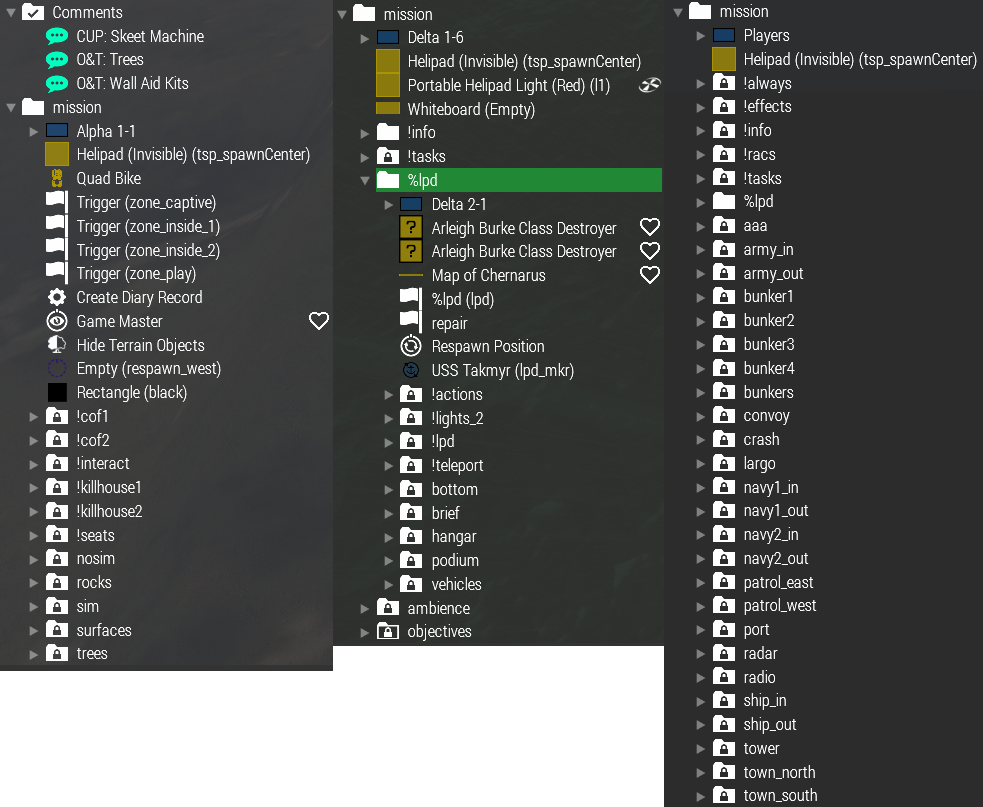 Comments
CUP: Skeet Machine
O&T: Trees
O&T: Wall Aid Kits
mission
Alpha 1-1
Helipad (Invisible) (tsp_spawnCenter)
Quad Bike
Trigger (zone_captive)
Trigger (zone_inside_1)
Trigger (zone_inside_2)
Trigger (zone_play)
Create Diary Record
Game Master
Hide Terrain Objects
Empty (respawn_west)
Rectangle (black)
!cof1
!cof2
!interact
!killhouse1
!killhouse2
!seats
nosim
rocks
sim
surfaces
trees
mission
Delta 1-6
Helipad (Invisible) (tsp_spawnCenter)
Portable Helipad Light (Red) (l1)
Whiteboard (Empty)
!info
!tasks
%lpd
Delta 2-1
? Arleigh Burke Class Destroyer
? Arleigh Burke Class Destroyer
Map of Chernarus
%lpd (lpd)
repair
Respawn Position
USS Takmyr (lpd_mkr)
!actions
!lights_2
!lpd
!teleport
bottom
brief
hangar
podium
vehicles
ambience
objectives
mission
Players
Helipad (Invisible) (tsp_spawnCenter)
!always
!effects
!info
!racs
!tasks
%lpd
aaa
army_in
army_out
bunker1
bunker2
bunker3
bunker4
bunkers
convoy
crash
largo
navy1_in
navy1_out
navy2_in
navy2_out
patrol_east
patrol_west
port
radar
radio
ship_in
ship_out
tower
town_north
town_south